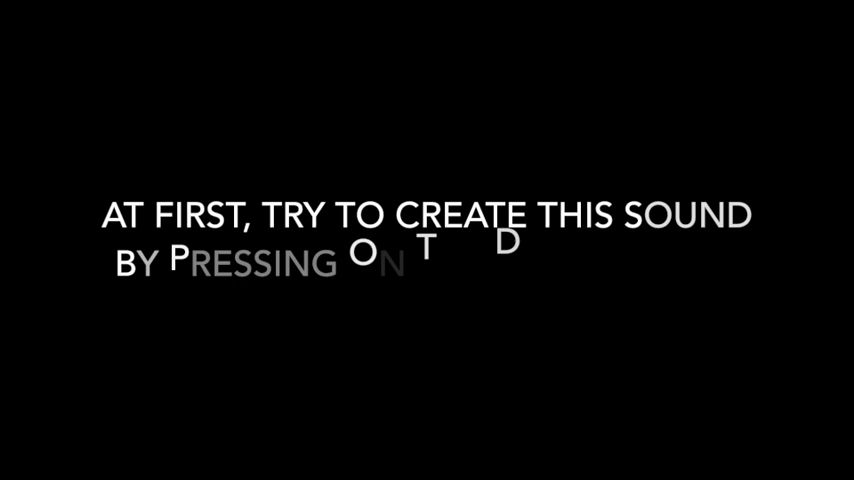 AT FIRST, TRY TO CREATE THIS SOUND
BY PRESSING ON T D